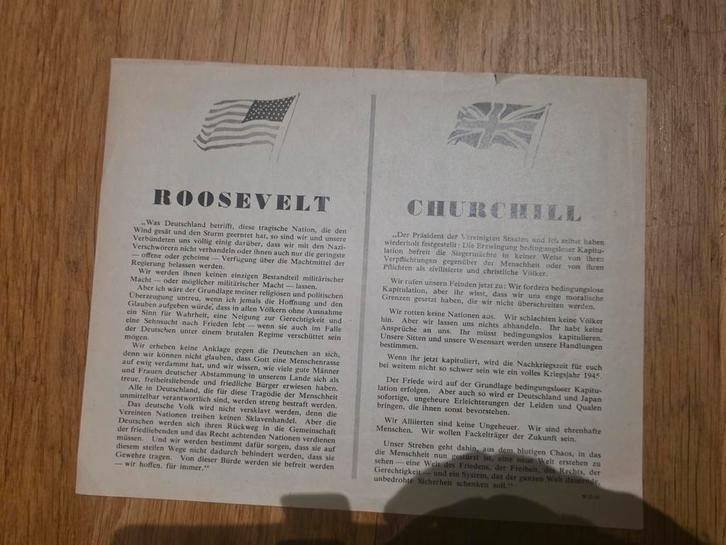 ROOSEVELT
„Was Deutschland betrifft, diese tragische Nation, die den
Wind gesät und den Sturm geerntet hat, so sind wir und unsere
Verbündeten uns völlig einig darüber, dass wir mit den Nazi-
Verschwörern nicht verhandeln oder ihnen auch nur die geringste
— offene oder geheime — Verfügung über die Machtmittel der
Regierung belassen werden.
Wir werden ihnen keinen einzigen Bestandteil militärischer
Macht — oder möglicher militärischer Macht — lassen.
Aber ich wäre der Grundlage meiner religiösen und politischen
Überzeugung untreu, wenn ich jemals die Hoffnung und den
Glauben aufgeben würde, dass in allen Völkern ohne Ausnahme
ein Sinn für Wahrheit, eine Neigung zur Gerechtigkeit und
eine Sehnsucht nach Frieden lebt — wenn sie auch im Falle
der Deutschen unter einem brutalen Regime verschüttet sein
mögen.
Wir erheben keine Anklage gegen die Deutschen an sich,
denn wir können nicht glauben, dass Gott eine Menschenrasse
auf ewig verdammt hat, und wir wissen, wie viele gute Männer
und Frauen deutscher Abstammung in unserem Lande sich als
treue, freiheitsliebende und friedliche Bürger erwiesen haben.
Alle in Deutschland, die für diese Tragödie der Menschheit
unmittelbar verantwortlich sind, werden streng bestraft werden.
Das deutsche Volk wird nicht versklavt werden, denn die
Vereinten Nationen treiben keinen Sklavenhandel. Aber die
Deutschen werden sich ihren Rückweg in die Gemeinschaft
der friedliebenden und das Recht achtenden Nationen verdienen
müssen. Und wir werden bestimmt dafür sorgen, dass sie auf
diesem steilen Wege nicht dadurch behindert werden, dass sie
Gewehre tragen. Von dieser Bürde werden sie befreit werden
— wir hoffen, für immer.“
CHURCHILL
„Der Präsident der Vereinigten Staaten und ich selbst haben
wiederholt festgestellt: Die Erzwingung bedingungsloser Kapitu-
lation befreit die Siegermächte in keiner Weise von ihren
Verpflichtungen gegenüber der Menschheit oder von ihren
Pflichten als zivilisierte und christliche Völker.
Wir rufen unsern Feinden jetzt zu: Wir fordern bedingungslose
Kapitulation, aber ihr wisst, dass wir uns enge moralische
Grenzen gesetzt haben, die wir nicht überschreiten werden.
Wir rotten keine Nationen aus. Wir schlachten keine Völker
hin. Aber wir lassen uns nichts abhandeln. Ihr habt keine
Ansprüche an uns. Ihr müsst bedingungslos kapitulieren.
Unsere Sitten und unsere Wesensart werden unsere Handlungen
bestimmen.
Wenn ihr jetzt kapituliert, wird die Nachkriegszeit für euch
bei weitem nicht so schwer sein wie ein volles Kriegsjahr 1945.
Der Friede wird auf der Grundlage bedingungsloser Kapitu-
lation erfolgen. Aber auch so wird er Deutschland und Japan
sofortige, ungeheure Erleichterungen der Leiden und Qualen
bringen, die ihnen sonst bevorstehen.
Wir Alliierten sind keine Ungeheuer. Wir sind ehrenhafte
Menschen. Wir wollen Fackelträger der Zukunft sein.
Unser Streben geht dahin, aus dem blutigen Chaos, in das
die Menschheit nun gestürzt ist, eine neue Welt erstehen zu
sehen — eine Welt des Friedens, der Freiheit, des Rechts, der
Gerechtigkeit — und ein System, das der ganzen Welt dauernde,
unbedrohte Sicherheit schenken soll.“